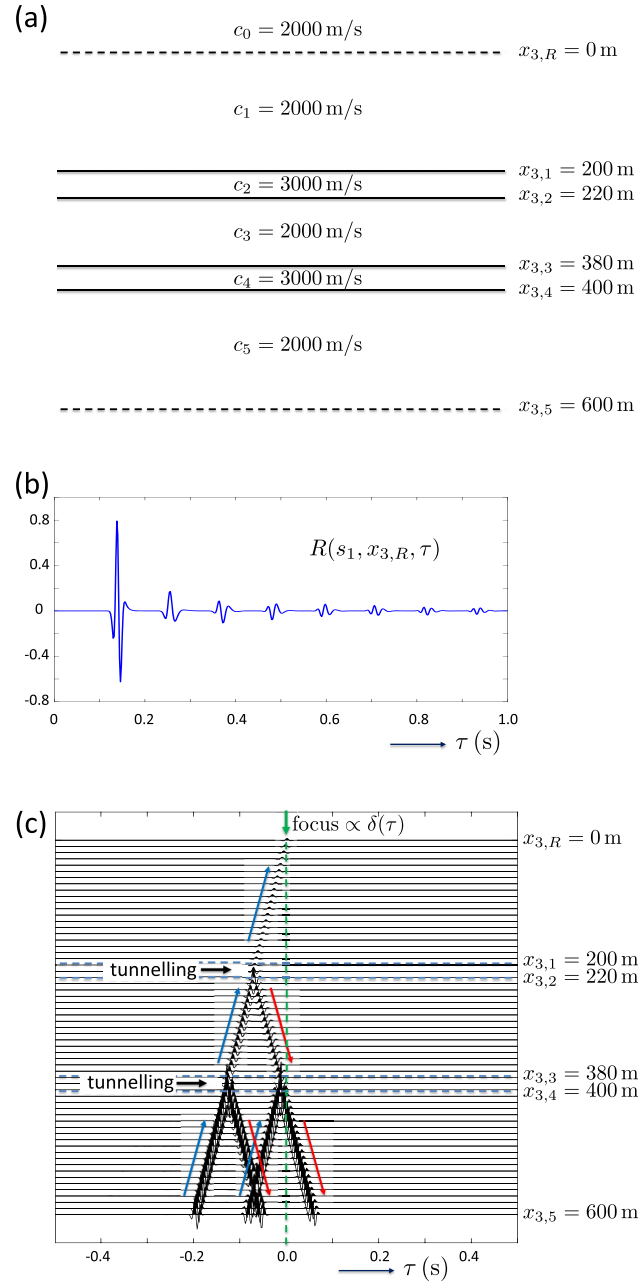 (a)
c₀ = 2000 m/s
x₃,R = 0 m
c₁ = 2000 m/s
x₃,₁ = 200 m
c₂ = 3000 m/s
x₃,₂ = 220 m
c₃ = 2000 m/s
x₃,₃ = 380 m
c₄ = 3000 m/s
x₃,₄ = 400 m
c₅ = 2000 m/s
x₃,₅ = 600 m
(b)
0.8
0.4
0
-0.4
-0.8
R(s₁, x₃,R, τ)
0 0.2 0.4 0.6 0.8 1.0
τ (s)
(c)
focus ∝ δ(τ)
x₃,R = 0 m
x₃,₁ = 200 m
tunnelling
x₃,₂ = 220 m
x₃,₃ = 380 m
tunnelling
x₃,₄ = 400 m
x₃,₅ = 600 m
-0.4 -0.2 0.0 0.2 0.4
τ (s)